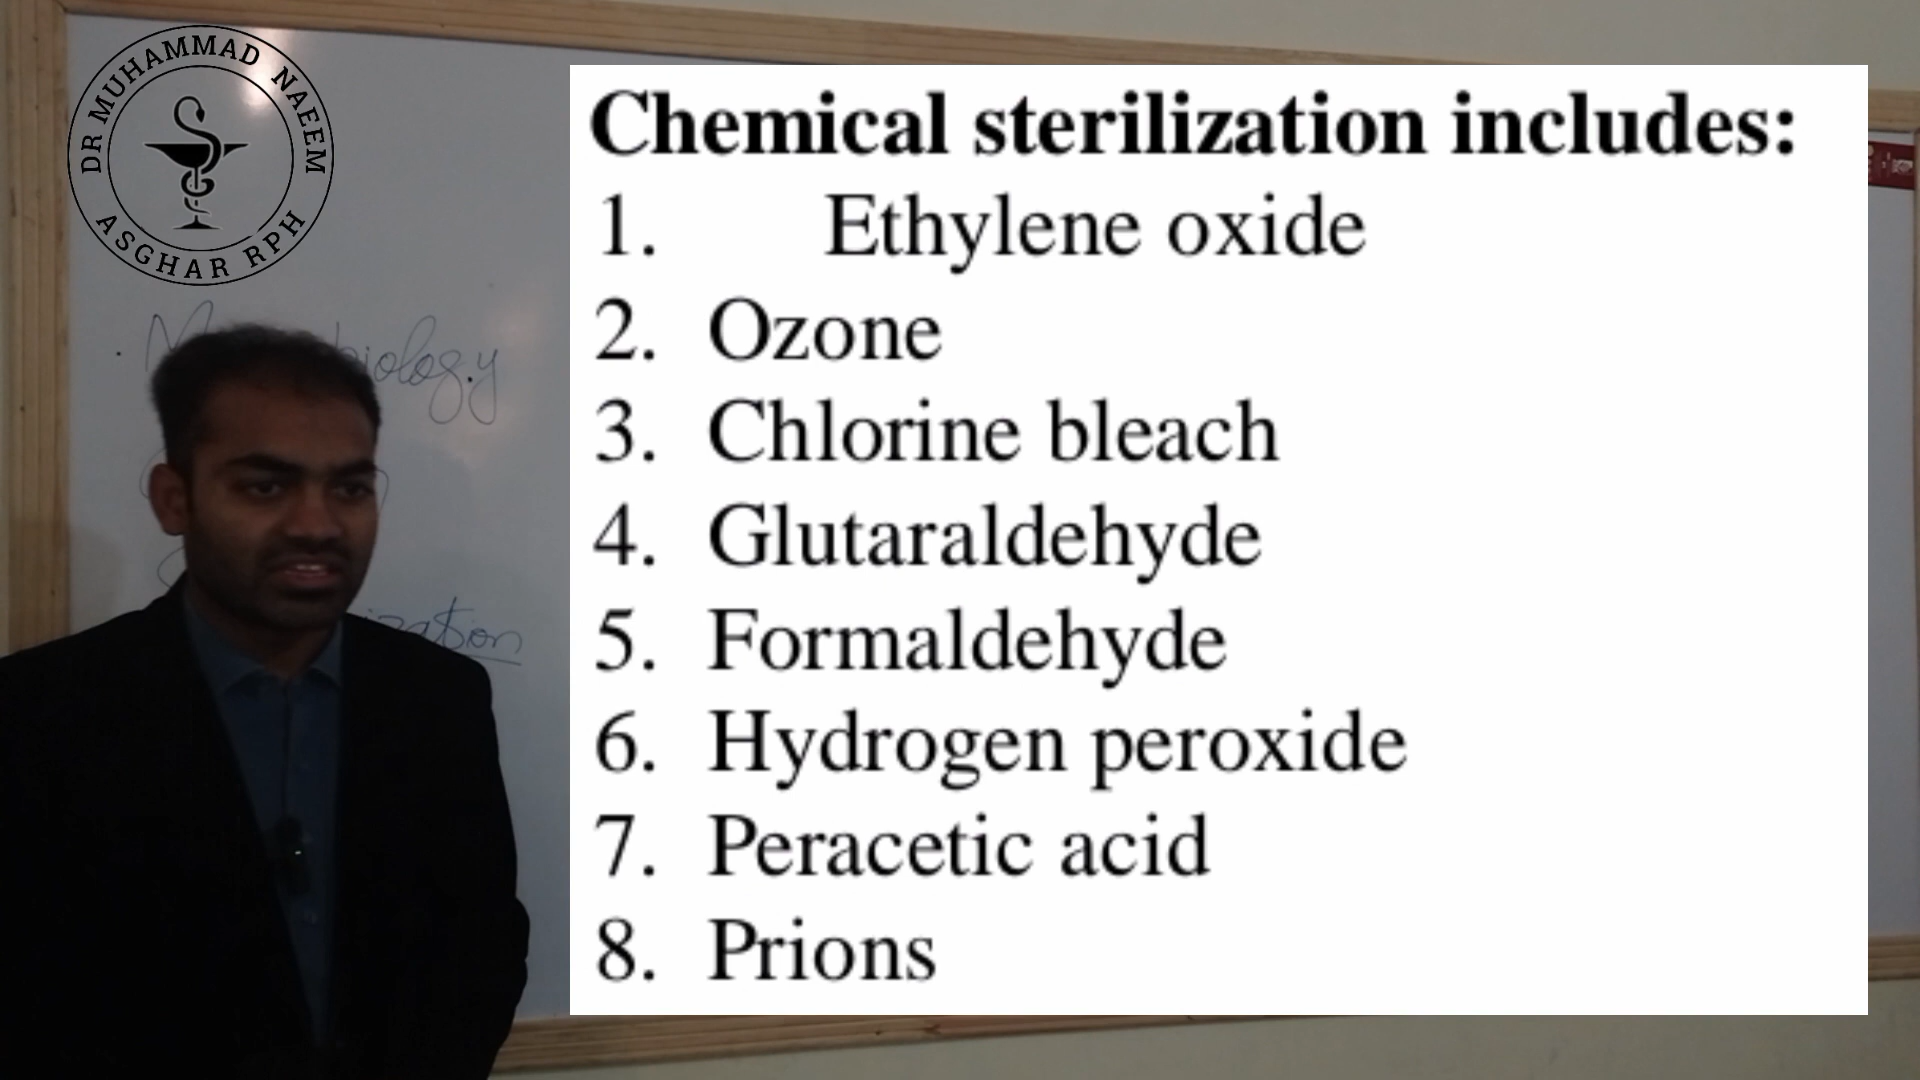 DR MUHAMMAD NAEEM
ASGHAR RPH
Chemical sterilization includes:
1. Ethylene oxide
2. Ozone
3. Chlorine bleach
4. Glutaraldehyde
5. Formaldehyde
6. Hydrogen peroxide
7. Peracetic acid
8. Prions